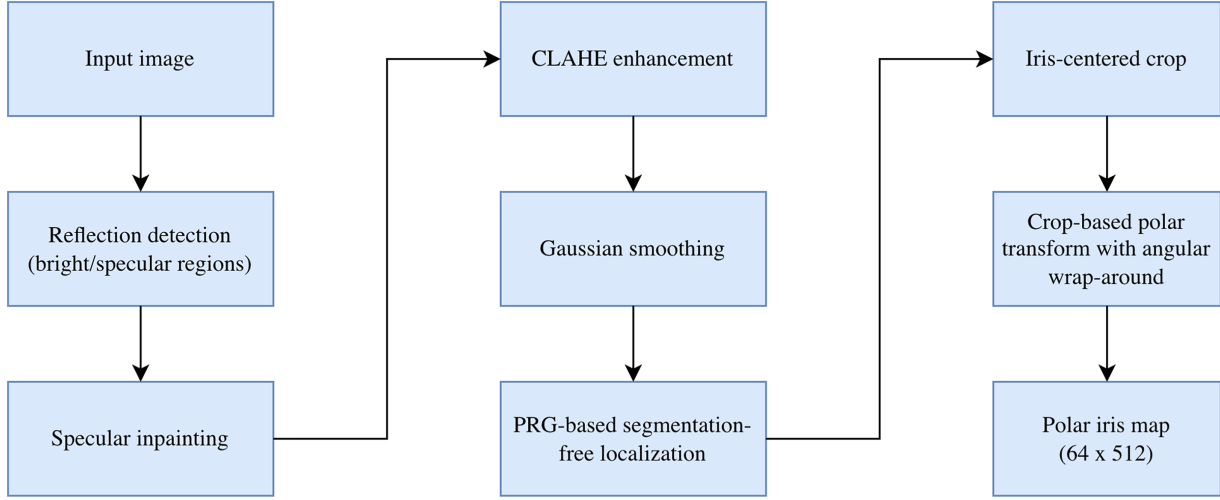 Input image
Reflection detection
(bright/specular regions)
Specular inpainting
CLAHE enhancement
Gaussian smoothing
PRG-based segmentation-
free localization
Iris-centered crop
Crop-based polar
transform with angular
wrap-around
Polar iris map
(64 x 512)